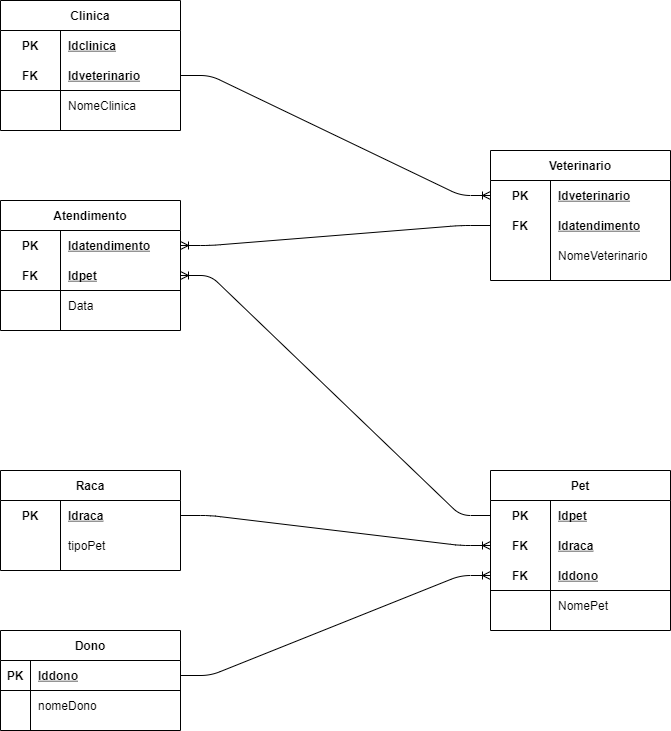 Clinica
PK Idclinica
FK Idveterinario
NomeClinica
Veterinario
PK Idveterinario
FK Idatendimento
NomeVeterinario
Atendimento
PK Idatendimento
FK Idpet
Data
Raca
PK Idraca
tipoPet
Pet
PK Idpet
FK Idraca
FK Iddono
NomePet
Dono
PK Iddono
nomeDono